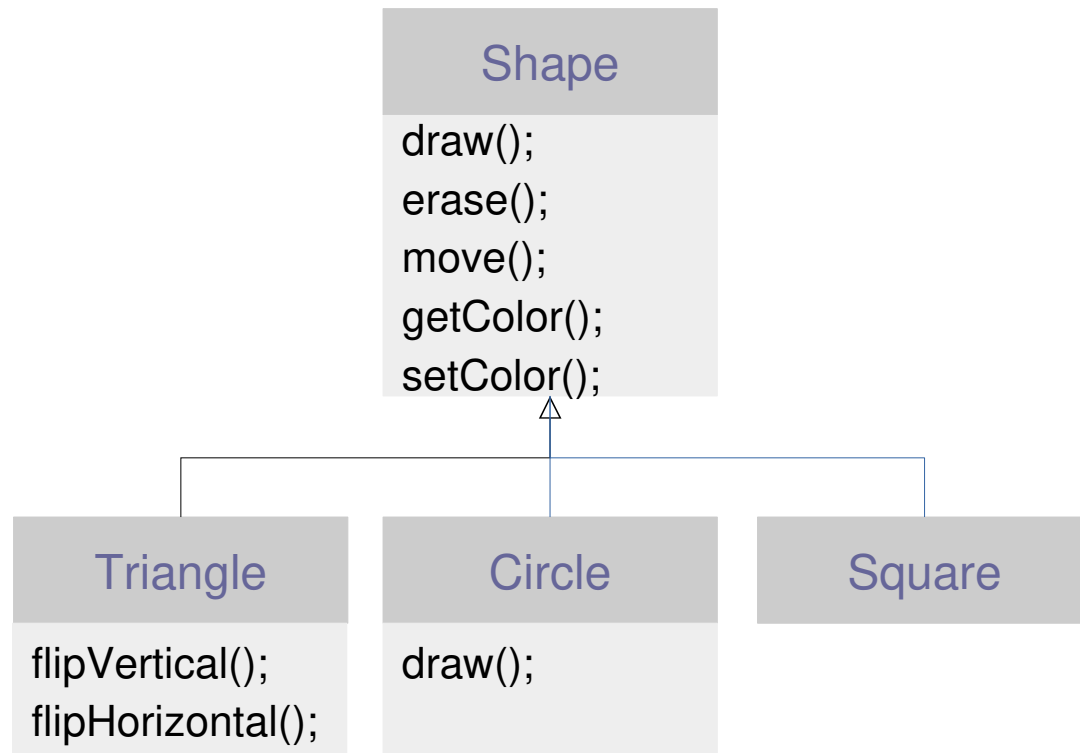 Shape
draw();
erase();
move();
getColor();
setColor();
Triangle
flipVertical();
flipHorizontal();
Circle
draw();
Square